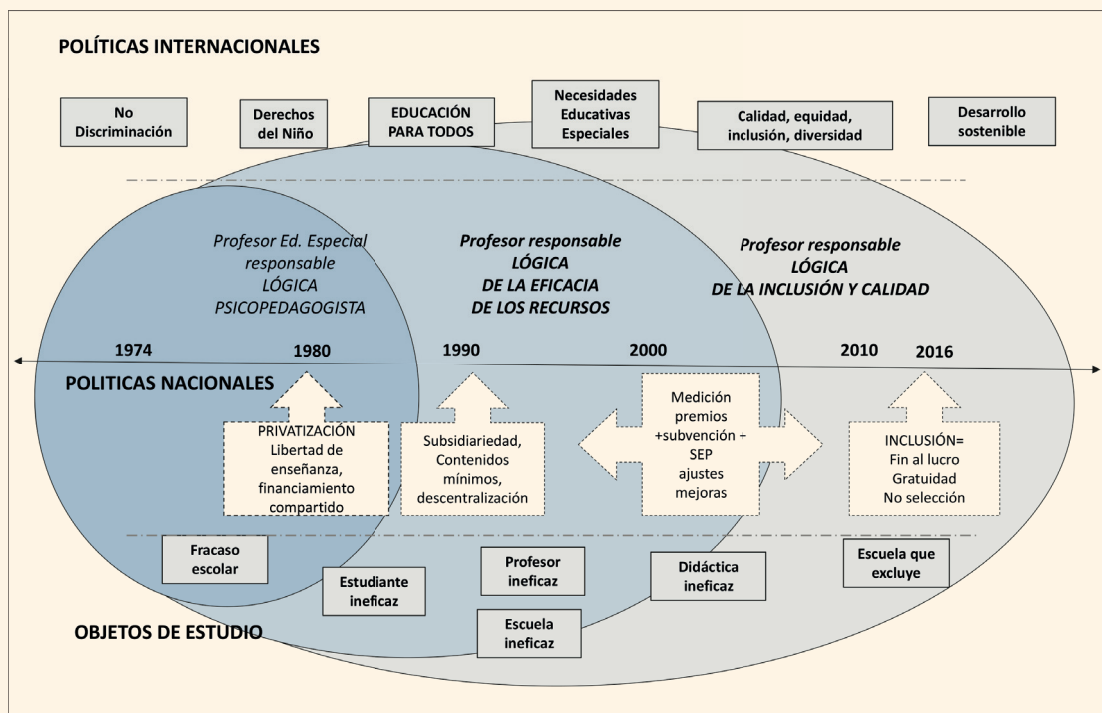 POLÍTICAS INTERNACIONALES
No
Discriminación
Derechos
del Niño
EDUCACIÓN
PARA TODOS
Necesidades
Educativas
Especiales
Calidad, equidad,
inclusión, diversidad
Desarrollo
sostenible
Profesor Ed. Especial
responsable
LÓGICA
PSICOPEDAGOGISTA
Profesor responsable
LÓGICA
DE LA EFICACIA
DE LOS RECURSOS
Profesor responsable
LÓGICA
DE LA INCLUSIÓN Y CALIDAD
1974
1980
1990
2000
2010
2016
POLITICAS NACIONALES
PRIVATIZACIÓN
Libertad de
enseñanza,
financiamiento
compartido
Subsidiariedad,
Contenidos
mínimos,
descentralización
Medición
premios
+subvención ÷
SEP
ajustes
mejoras
INCLUSIÓN=
Fin al lucro
Gratuidad
No selección
Fracaso
escolar
Estudiante
ineficaz
Profesor
ineficaz
Escuela
ineficaz
Didáctica
ineficaz
Escuela que
excluye
OBJETOS DE ESTUDIO